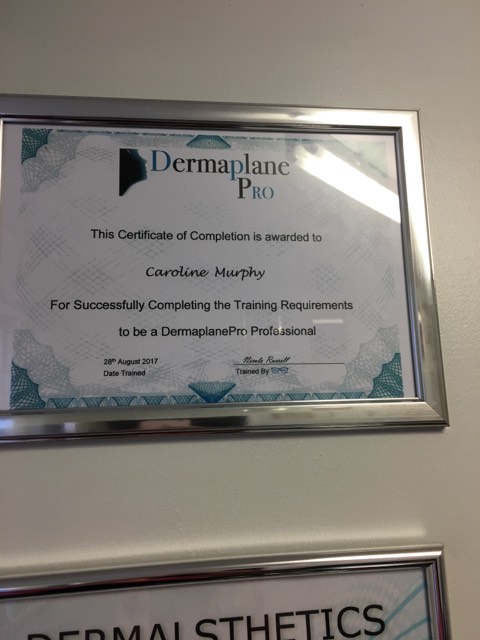 Dermaplane
Pro
This Certificate of Completion is awarded to
Caroline Murphy
For Successfully Completing the Training Requirements
to be a DermaplanePro Professional
28th August 2017
Nicola Russell
Date Trained
Trained By
DERMALSTHETICS